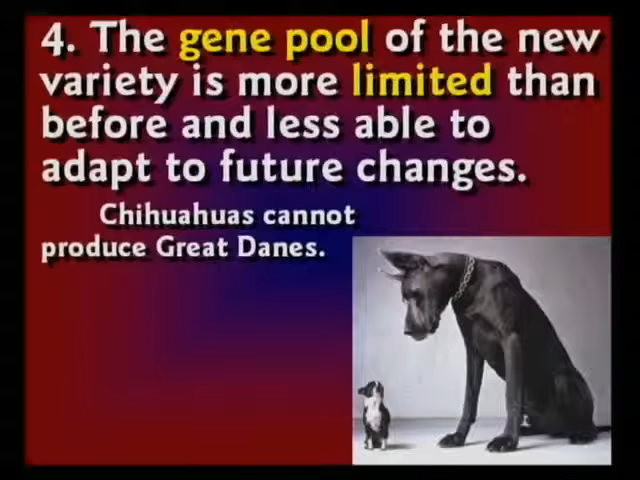 4. The gene pool of the new
variety is more limited than
before and less able to
adapt to future changes.
Chihuahuas cannot
produce Great Danes.